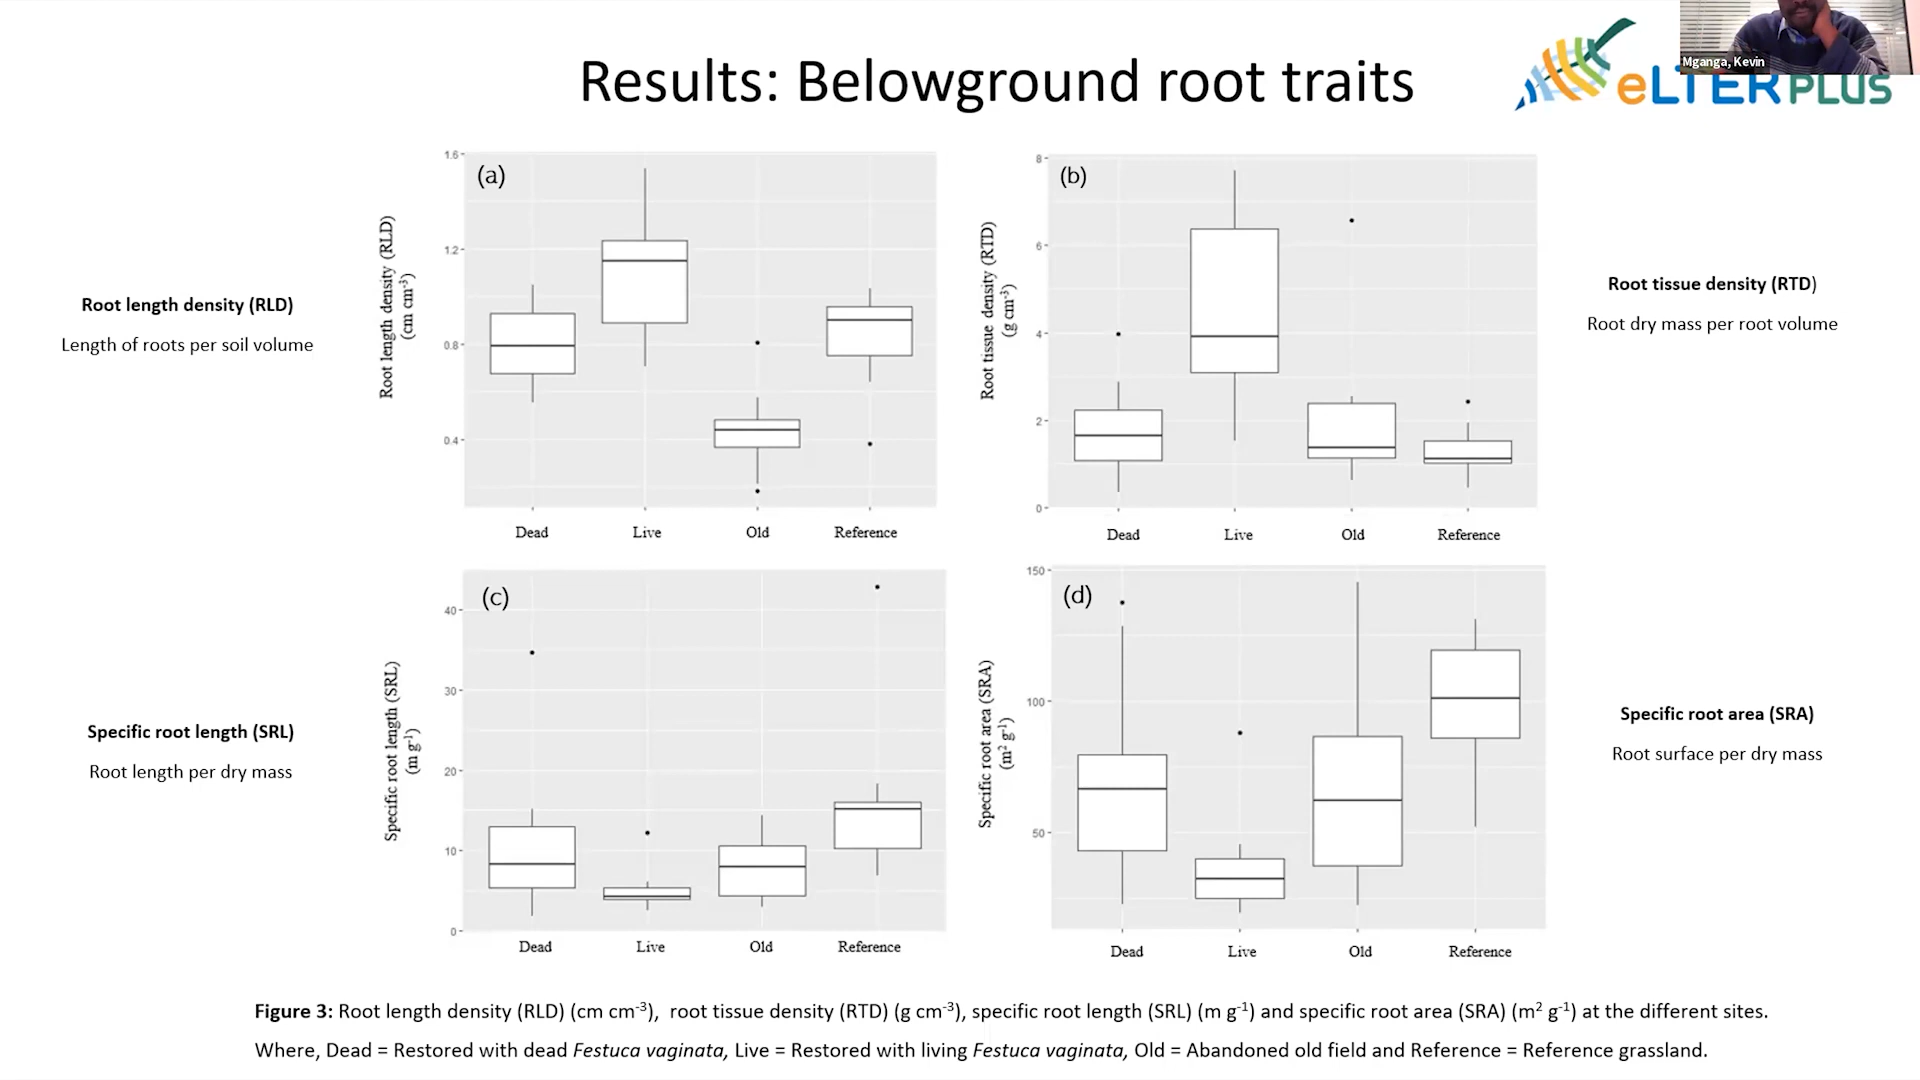 Results: Belowground root traits
Mganga, Kevin
eLTER PLUS
Root length density (RLD)
Length of roots per soil volume
(a)
Root length density (RLD)
(cm cm⁻³)
1.6
1.2
0.8
0.4
Dead Live Old Reference
(b)
Root tissue density (RTD)
(g cm⁻³)
8
6
4
2
0
Dead Live Old Reference
Root tissue density (RTD)
Root dry mass per root volume
Specific root length (SRL)
Root length per dry mass
(c)
Specific root length (SRL)
(m g⁻¹)
40
30
20
10
0
Dead Live Old Reference
(d)
Specific root area (SRA)
(m² g⁻¹)
150
100
50
Dead Live Old Reference
Specific root area (SRA)
Root surface per dry mass
Figure 3: Root length density (RLD) (cm cm⁻³), root tissue density (RTD) (g cm⁻³), specific root length (SRL) (m g⁻¹) and specific root area (SRA) (m² g⁻¹) at the different sites.
Where, Dead = Restored with dead Festuca vaginata, Live = Restored with living Festuca vaginata, Old = Abandoned old field and Reference = Reference grassland.